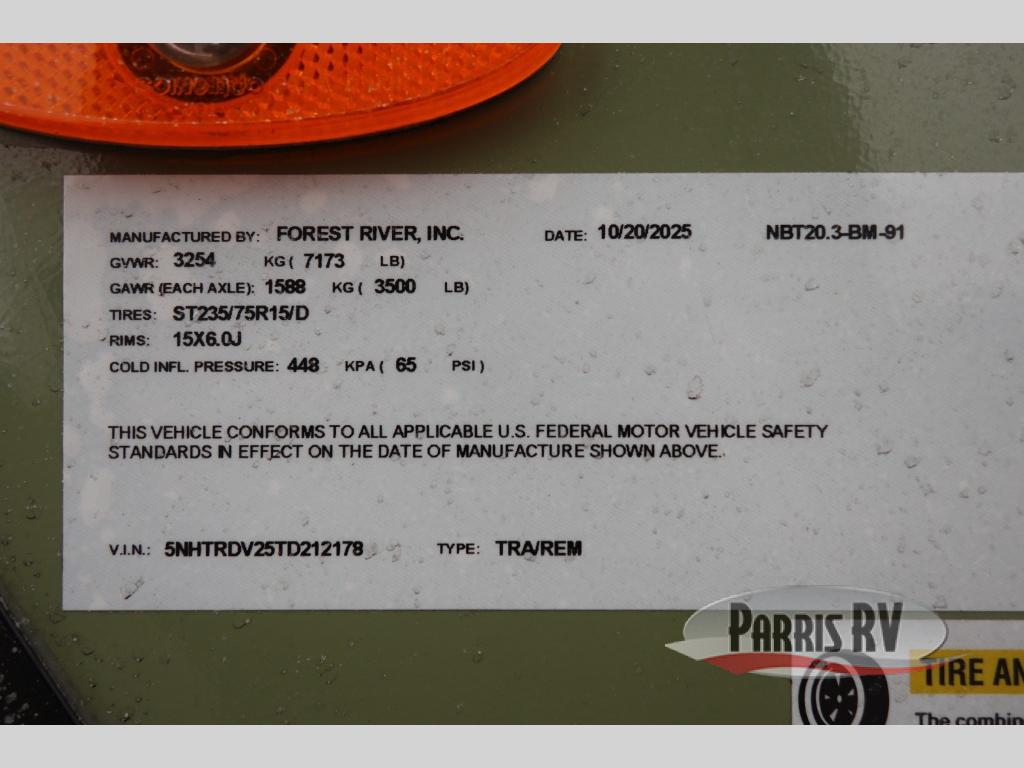 MANUFACTURED BY: FOREST RIVER, INC. DATE: 10/20/2025 NBT20.3-BM-91
GVWR: 3254 KG ( 7173 LB)
GAWR (EACH AXLE): 1588 KG ( 3500 LB)
TIRES: ST235/75R15/D
RIMS: 15X6.0J
COLD INFL. PRESSURE: 448 KPA ( 65 PSI )
THIS VEHICLE CONFORMS TO ALL APPLICABLE U.S. FEDERAL MOTOR VEHICLE SAFETY
STANDARDS IN EFFECT ON THE DATE OF MANUFACTURE SHOWN ABOVE.
V.I.N.: 5NHTRDV25TD212178 TYPE: TRA/REM
PARRIS RV
TIRE AN
The combin